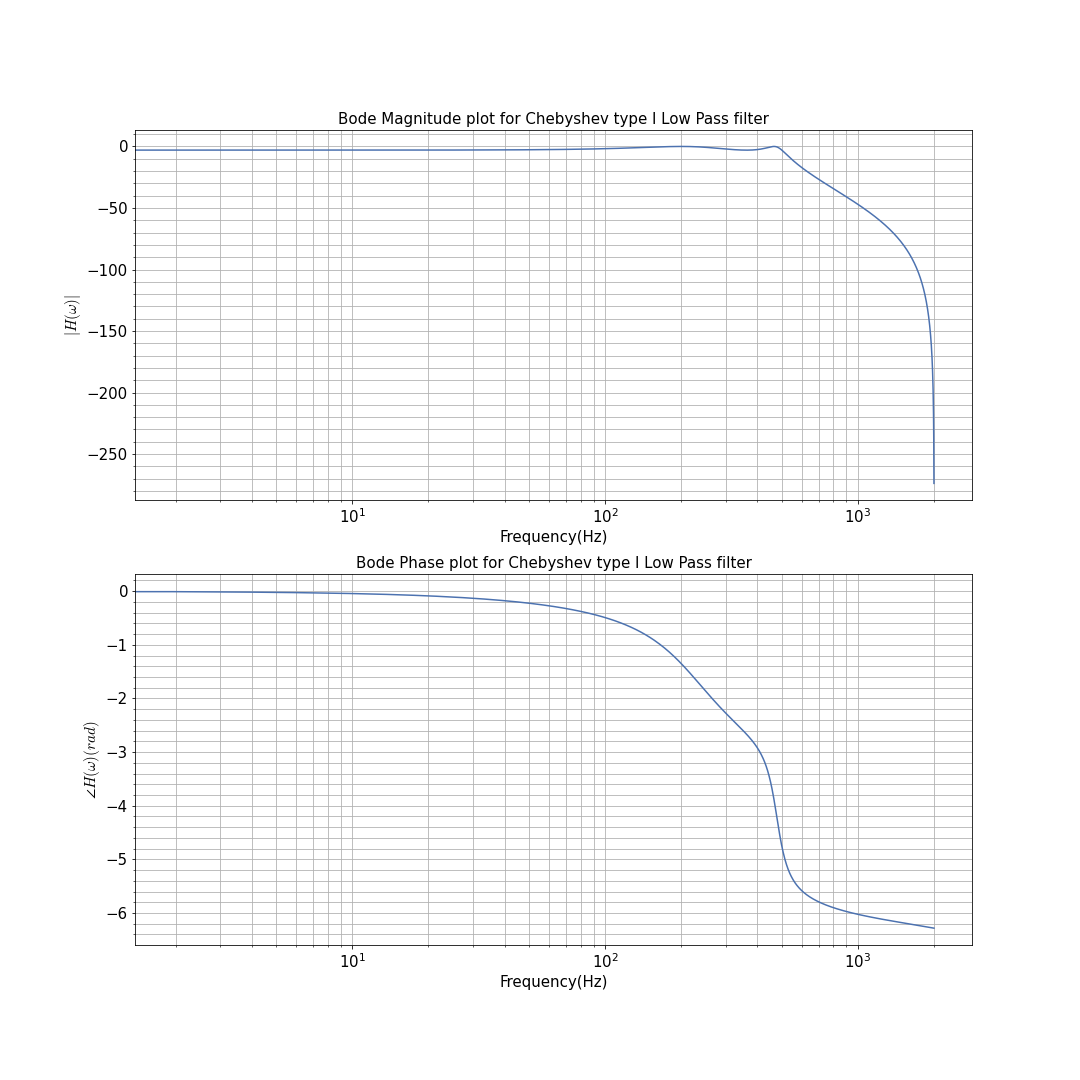 Bode Magnitude plot for Chebyshev type I Low Pass filter
0
−50
−100
−150
−200
−250
|H(ω)|
10¹ 10² 10³
Frequency(Hz)
Bode Phase plot for Chebyshev type I Low Pass filter
0
−1
−2
−3
−4
−5
−6
∠H(ω)(rad)
10¹ 10² 10³
Frequency(Hz)